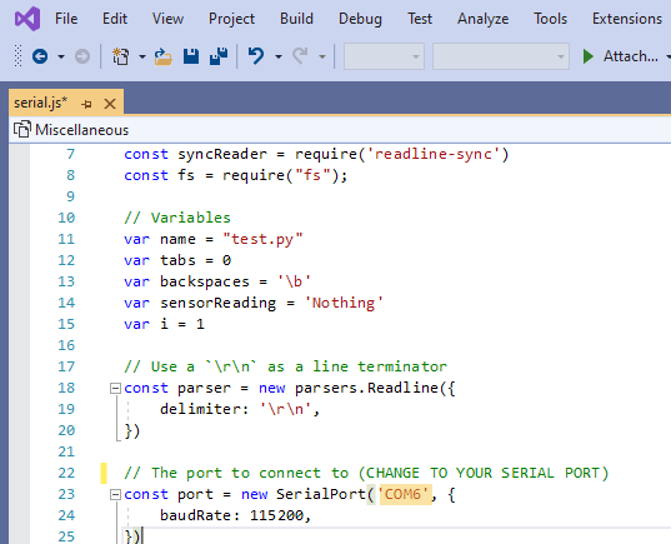 File Edit View Project Build Debug Test Analyze Tools Extensions
Attach...
serial.js*
Miscellaneous
7 const syncReader = require('readline-sync')
8 const fs = require("fs");
9
10 // Variables
11 var name = "test.py"
12 var tabs = 0
13 var backspaces = '\b'
14 var sensorReading = 'Nothing'
15 var i = 1
16
17 // Use a `\r\n` as a line terminator
18 const parser = new parsers.Readline({
19 delimiter: '\r\n',
20 })
21
22 // The port to connect to (CHANGE TO YOUR SERIAL PORT)
23 const port = new SerialPort('COM6', {
24 baudRate: 115200,
25 })